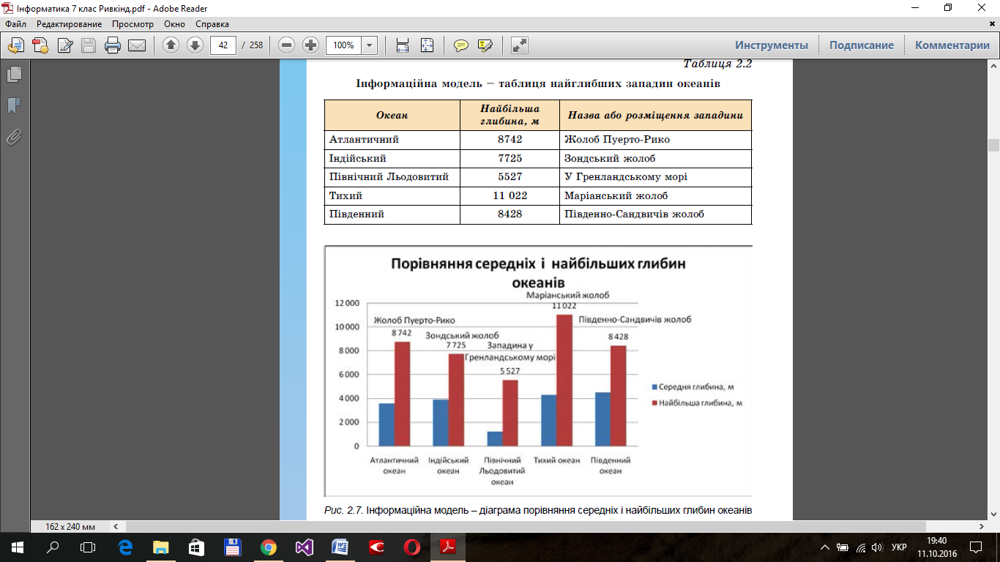 Інформатика 7 клас Ривкінд.pdf - Adobe Reader
Файл Редактирование Просмотр Окно Справка
42 / 258 100% Инструменты Подписание Комментарии
Таблиця 2.2
Інформаційна модель – таблиця найглибших западин океанів
Океан Найбільша глибина, м Назва або розміщення западини
Атлантичний 8742 Жолоб Пуерто-Рико
Індійський 7725 Зондський жолоб
Північний Льодовитий 5527 У Гренландському морі
Тихий 11 022 Маріанський жолоб
Південний 8428 Південно-Сандвичів жолоб
Порівняння середніх і найбільших глибин
океанів
Маріанський жолоб
12 000 11 022
Жолоб Пуерто-Рико Південно-Сандвичів жолоб
10 000
8 742 Зондський жолоб 8 428
7 725 Западина у
8 000
Гренландському морі
6 000 5 527
Середня глибина, м
4 000 Найбільша глибина, м
2 000
0
Атлантичний океан Індійський океан Північний Льодовитий океан Тихий океан Південний океан
Рис. 2.7. Інформаційна модель – діаграма порівняння середніх і найбільших глибин океанів
162 x 240 мм
УКР 19:40
11.10.2016